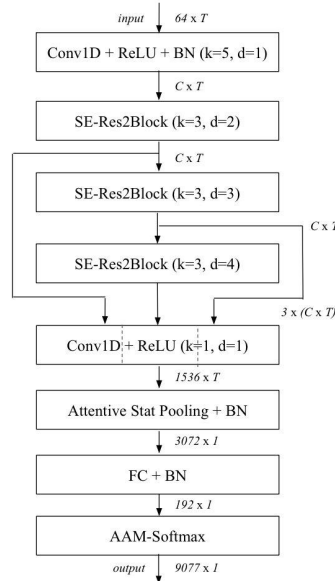 input 64 x T
Conv1D + ReLU + BN (k=5, d=1)
C x T
SE-Res2Block (k=3, d=2)
C x T
SE-Res2Block (k=3, d=3)
C x T
SE-Res2Block (k=3, d=4)
3 x (C x T)
Conv1D + ReLU (k=1, d=1)
1536 x T
Attentive Stat Pooling + BN
3072 x 1
FC + BN
192 x 1
AAM-Softmax
output 9077 x 1